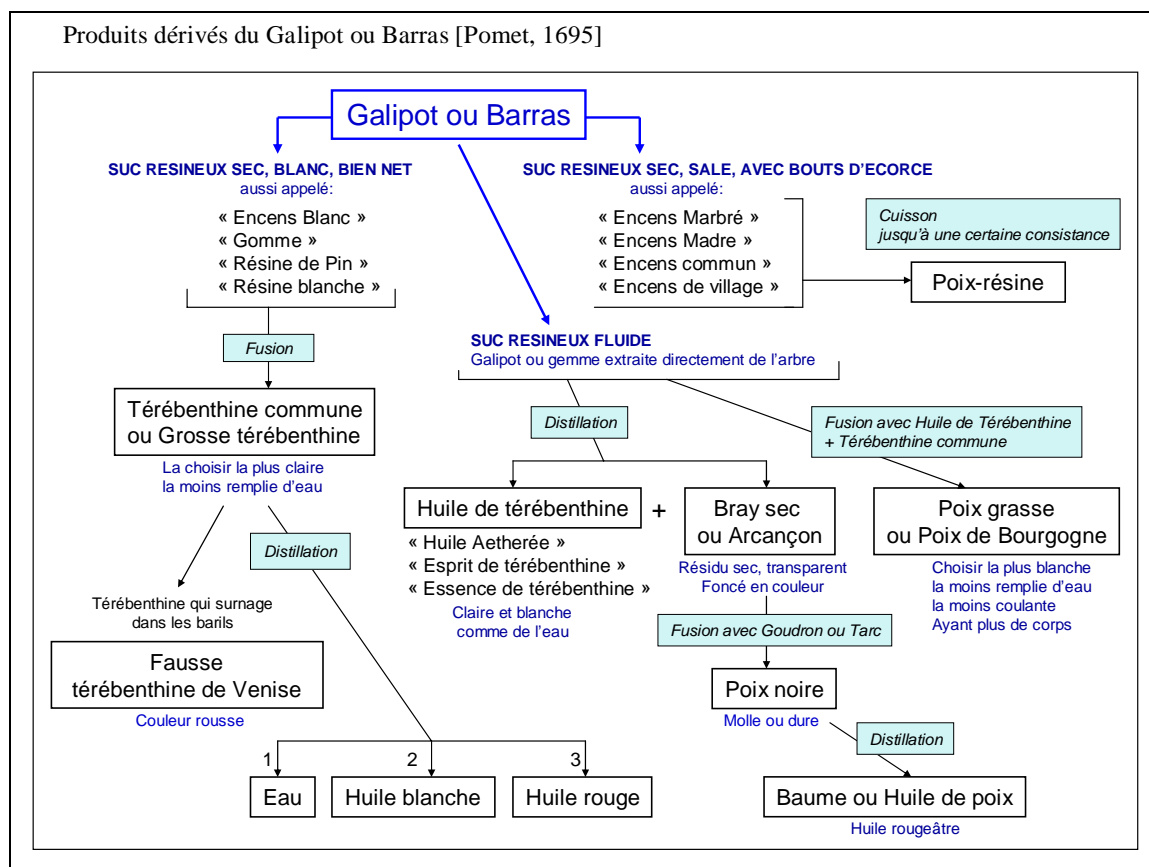 Produits dérivés du Galipot ou Barras [Pomet, 1695]
Galipot ou Barras
SUC RESINEUX SEC, BLANC, BIEN NET
aussi appelé:
« Encens Blanc »
« Gomme »
« Résine de Pin »
« Résine blanche »
SUC RESINEUX SEC, SALE, AVEC BOUTS D'ECORCE
aussi appelé:
« Encens Marbré »
« Encens Madre »
« Encens commun »
« Encens de village »
Cuisson
jusqu'à une certaine consistance
Poix-résine
Fusion
SUC RESINEUX FLUIDE
Galipot ou gemme extraite directement de l'arbre
Térébenthine commune
ou Grosse térébenthine
La choisir la plus claire
la moins remplie d'eau
Distillation
Fusion avec Huile de Térébenthine
+ Térébenthine commune
Huile de térébenthine
+
Bray sec
ou Arcançon
Poix grasse
ou Poix de Bourgogne
« Huile Aetherée »
« Esprit de térébenthine »
« Essence de térébenthine »
Claire et blanche
comme de l'eau
Résidu sec, transparent
Foncé en couleur
Choisir la plus blanche
la moins remplie d'eau
la moins coulante
Ayant plus de corps
Distillation
Térébenthine qui surnage
dans les barils
Fausse
térébenthine de Venise
Couleur rousse
Fusion avec Goudron ou Tarc
Poix noire
Molle ou dure
Distillation
1
2
3
Eau
Huile blanche
Huile rouge
Baume ou Huile de poix
Huile rougeâtre